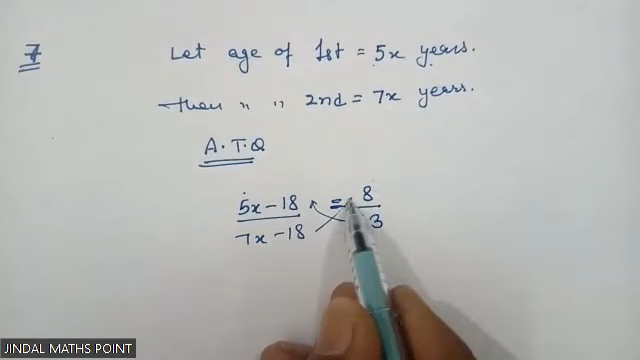 7
Let age of 1st = 5x years.
Then " " 2nd = 7x years.
A.T.Q
5x - 18 = 8
7x - 18 3
JINDAL MATHS POINT